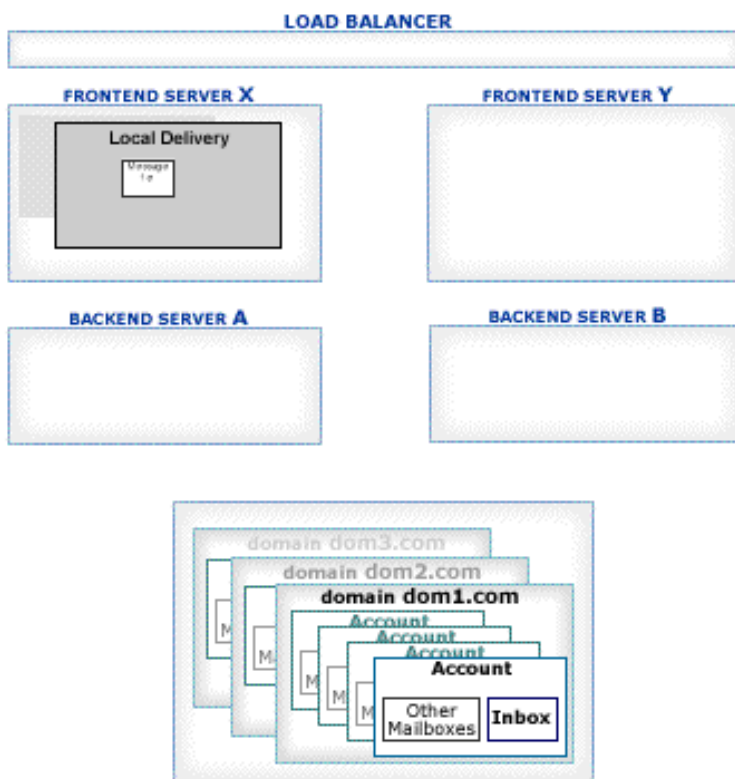 LOAD BALANCER
FRONTEND SERVER X
FRONTEND SERVER Y
Local Delivery
Message
BACKEND SERVER A
BACKEND SERVER B
domain dom3.com
domain dom2.com
domain dom1.com
Account
Account
Account
Account
Other
Mailboxes
Inbox
M
M
M
M
M